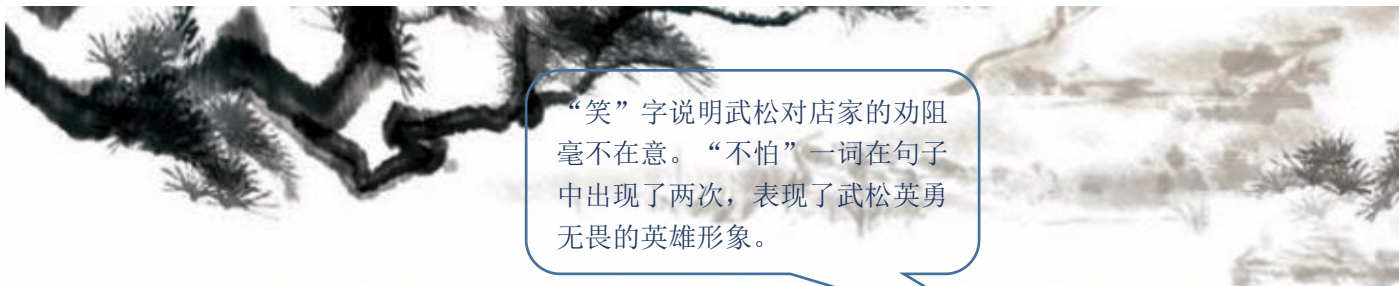 “笑”字说明武松对店家的劝阻
毫不在意。“不怕”一词在句子
中出现了两次，表现了武松英勇
无畏的英雄形象。